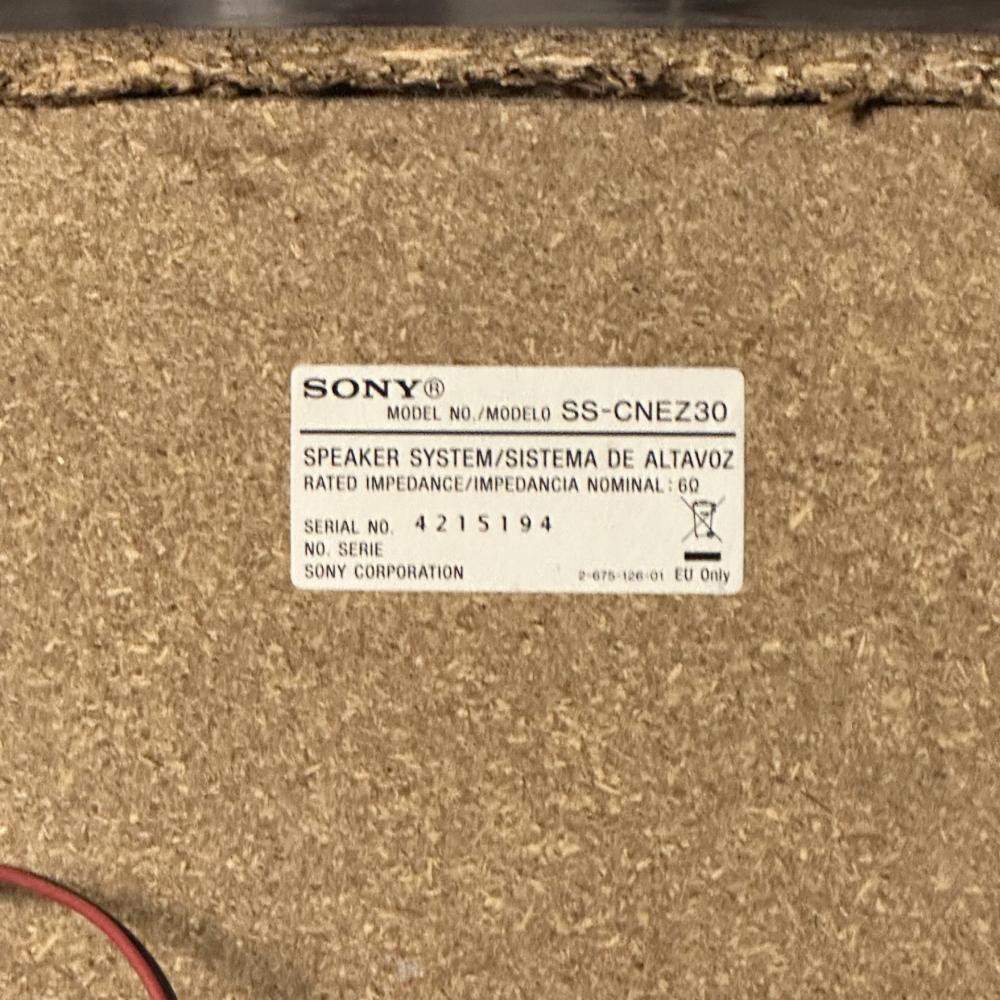 SONY®
MODEL NO./MODELO SS-CNEZ30
SPEAKER SYSTEM/SISTEMA DE ALTAVOZ
RATED IMPEDANCE/IMPEDANCIA NOMINAL : 6Ω
SERIAL NO. 4215194
NO. SERIE
SONY CORPORATION
2-675-126-01 EU Only